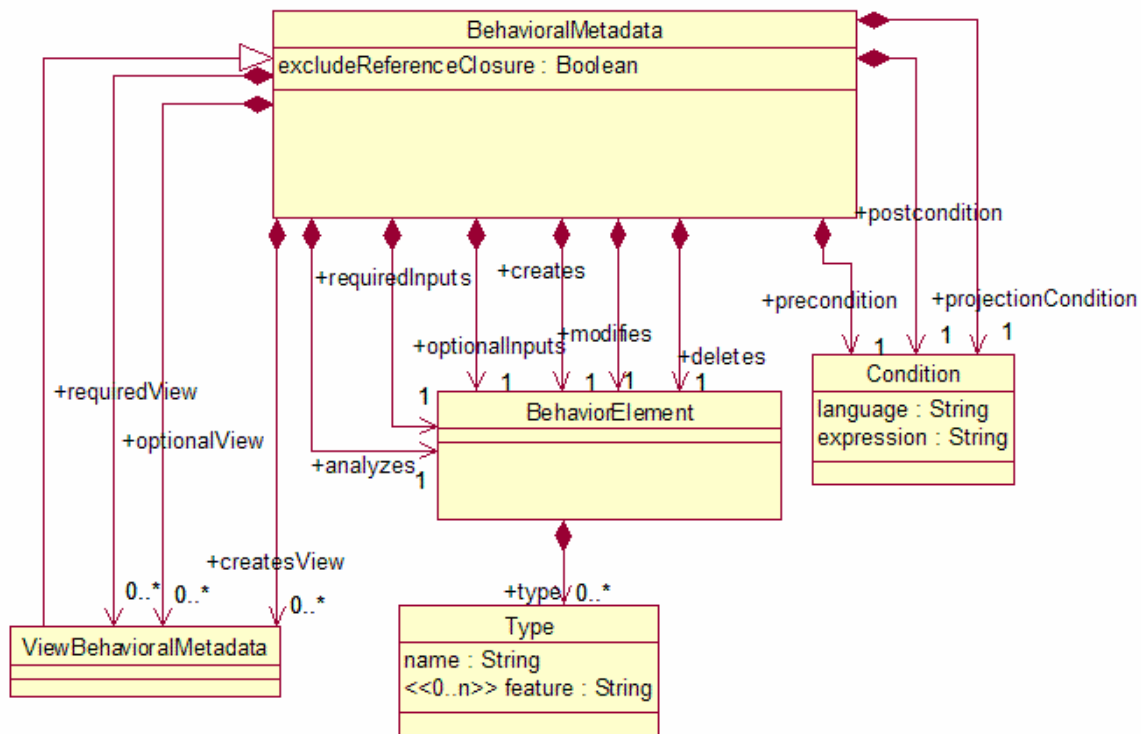 BehavioralMetadata
excludeReferenceClosure : Boolean
+postcondition
+requiredInputs
+creates
+precondition
+projectionCondition
+optionalInputs
+modifies
+deletes
1
1
1
1
1
1
1
1
1
+requiredView
+optionalView
+analyzes
1
BehaviorElement
Condition
language : String
expression : String
+createsView
0..*
0..*
0..*
+type
0..*
ViewBehavioralMetadata
Type
name : String
<<0..n>> feature : String